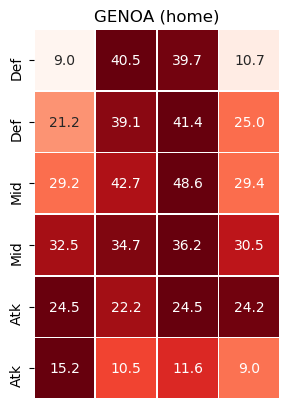 GENOA (home)
Def 9.0 40.5 39.7 10.7
Def 21.2 39.1 41.4 25.0
Mid 29.2 42.7 48.6 29.4
Mid 32.5 34.7 36.2 30.5
Atk 24.5 22.2 24.5 24.2
Atk 15.2 10.5 11.6 9.0